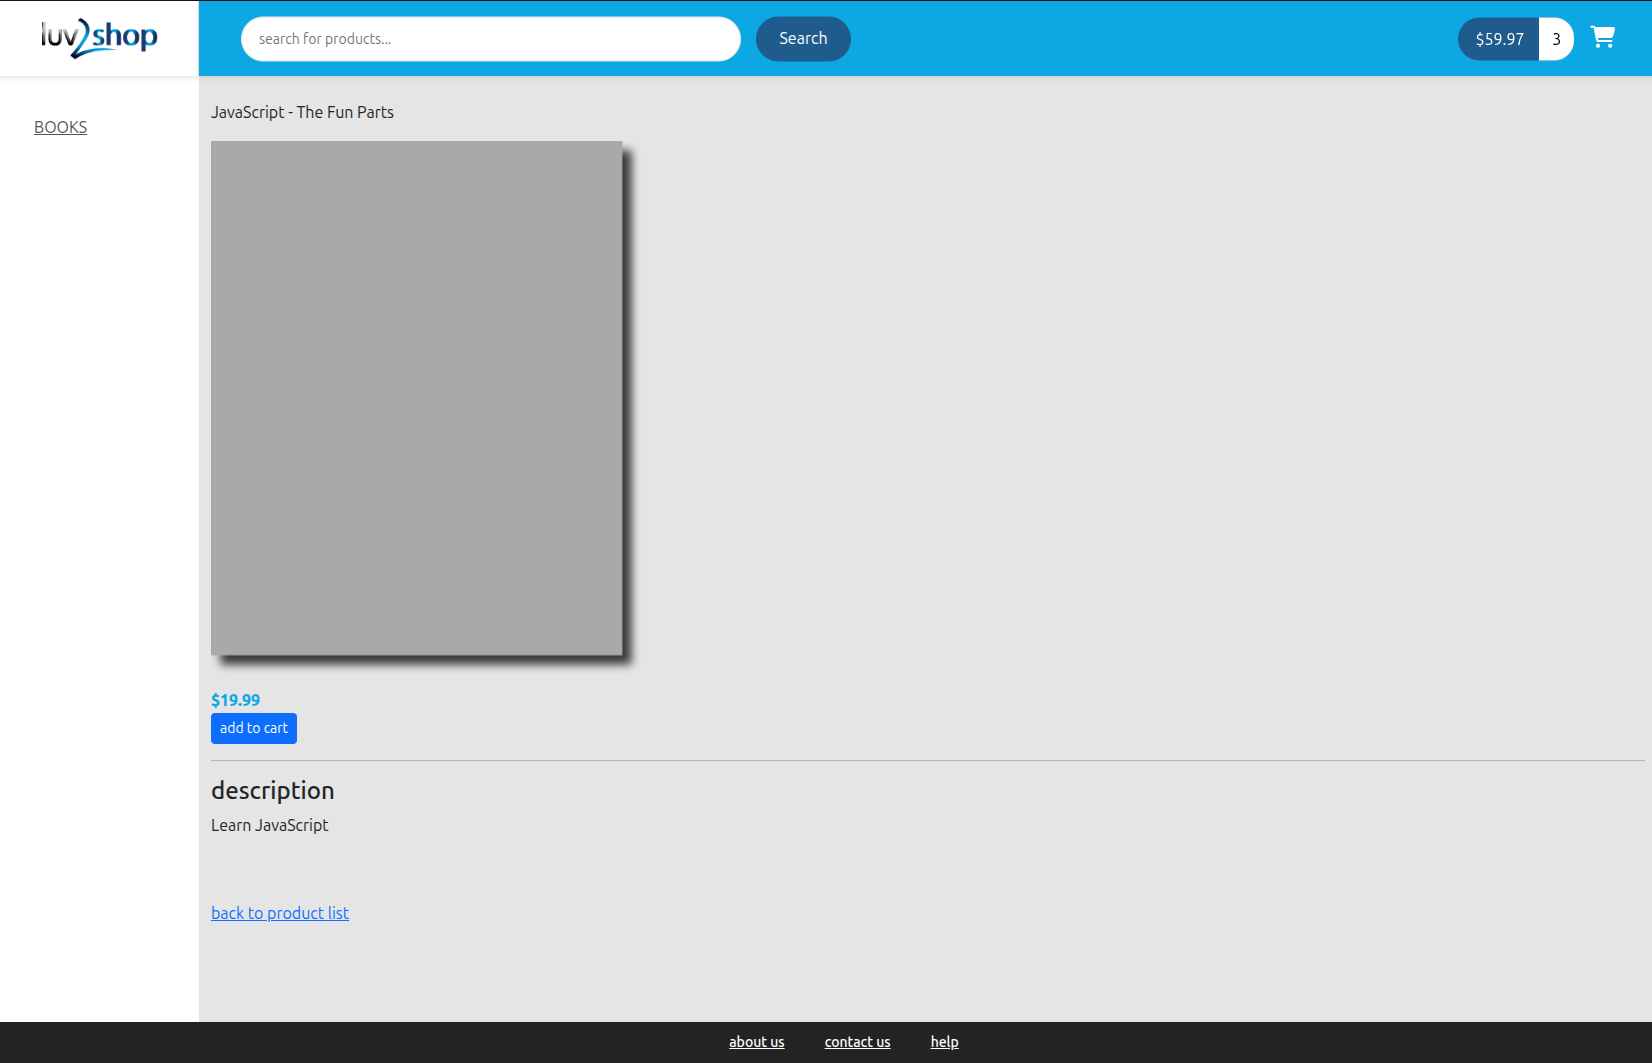 luv2shop
search for products...
Search
$59.97 3
BOOKS
JavaScript - The Fun Parts
$19.99
add to cart
description
Learn JavaScript
back to product list
about us contact us help